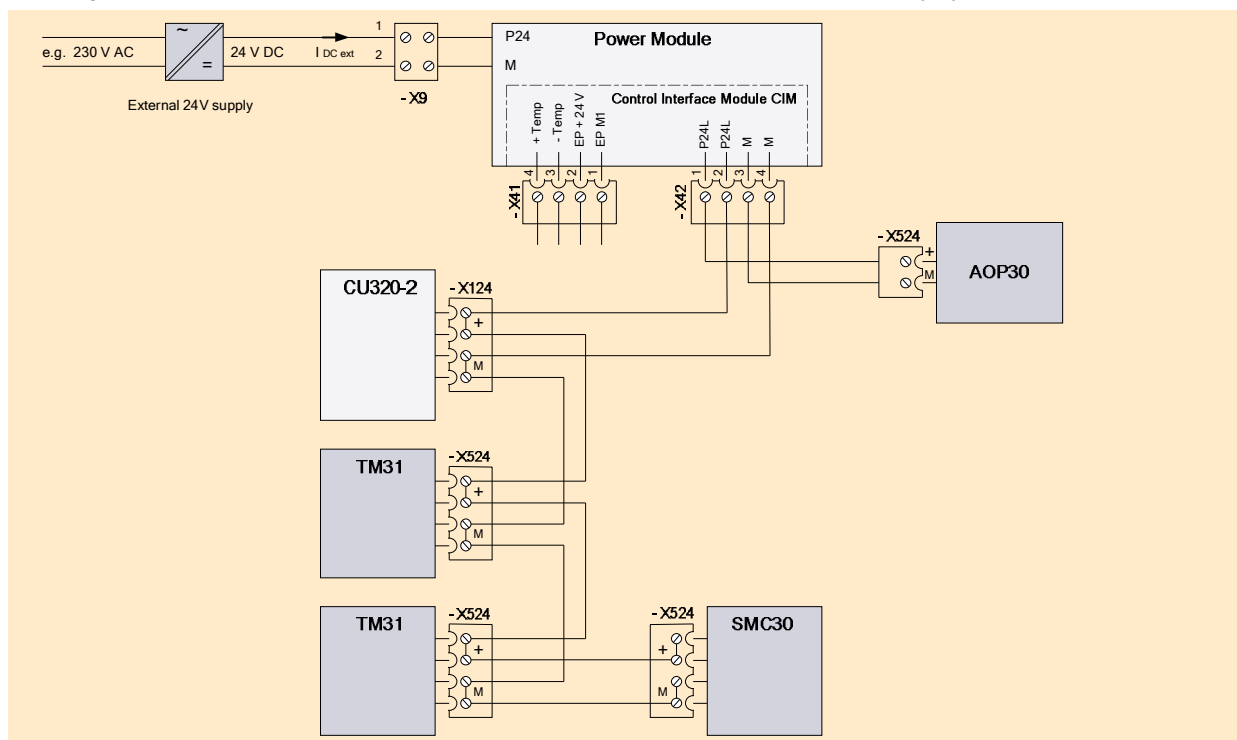 e.g. 230 V AC
~
=
24 V DC
I DC ext
1
2
External 24V supply
- X9
P24
M
Power Module
Control Interface Module CIM
+ Temp
- Temp
EP + 24 V
EP M1
P24L
P24L
M
M
4
3
2
1
- X41
1
2
3
4
- X42
- X524
+
M
AOP30
CU320-2
- X124
+
M
TM31
- X524
+
M
TM31
- X524
+
M
- X524
+
M
SMC30